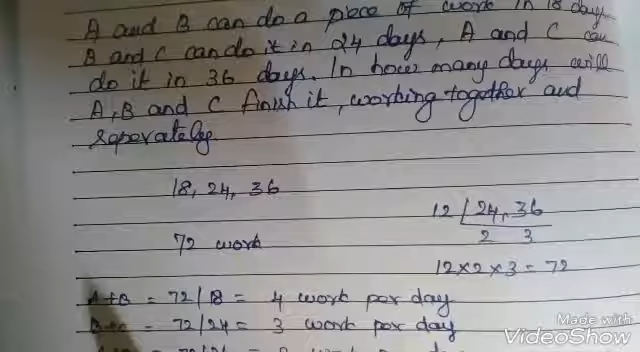 A and B can do a piece of work in 18 days
B and C can do it in 24 days, A and C can
do it in 36 days. In how many days will
A, B and C finish it, working together and
separately
18, 24, 36
12 | 24, 36
2 3
72 work
12×2×3 = 72
A+B = 72/18 = 4 work per day
B+C = 72/24 = 3 work per day
Made with
VideoShow